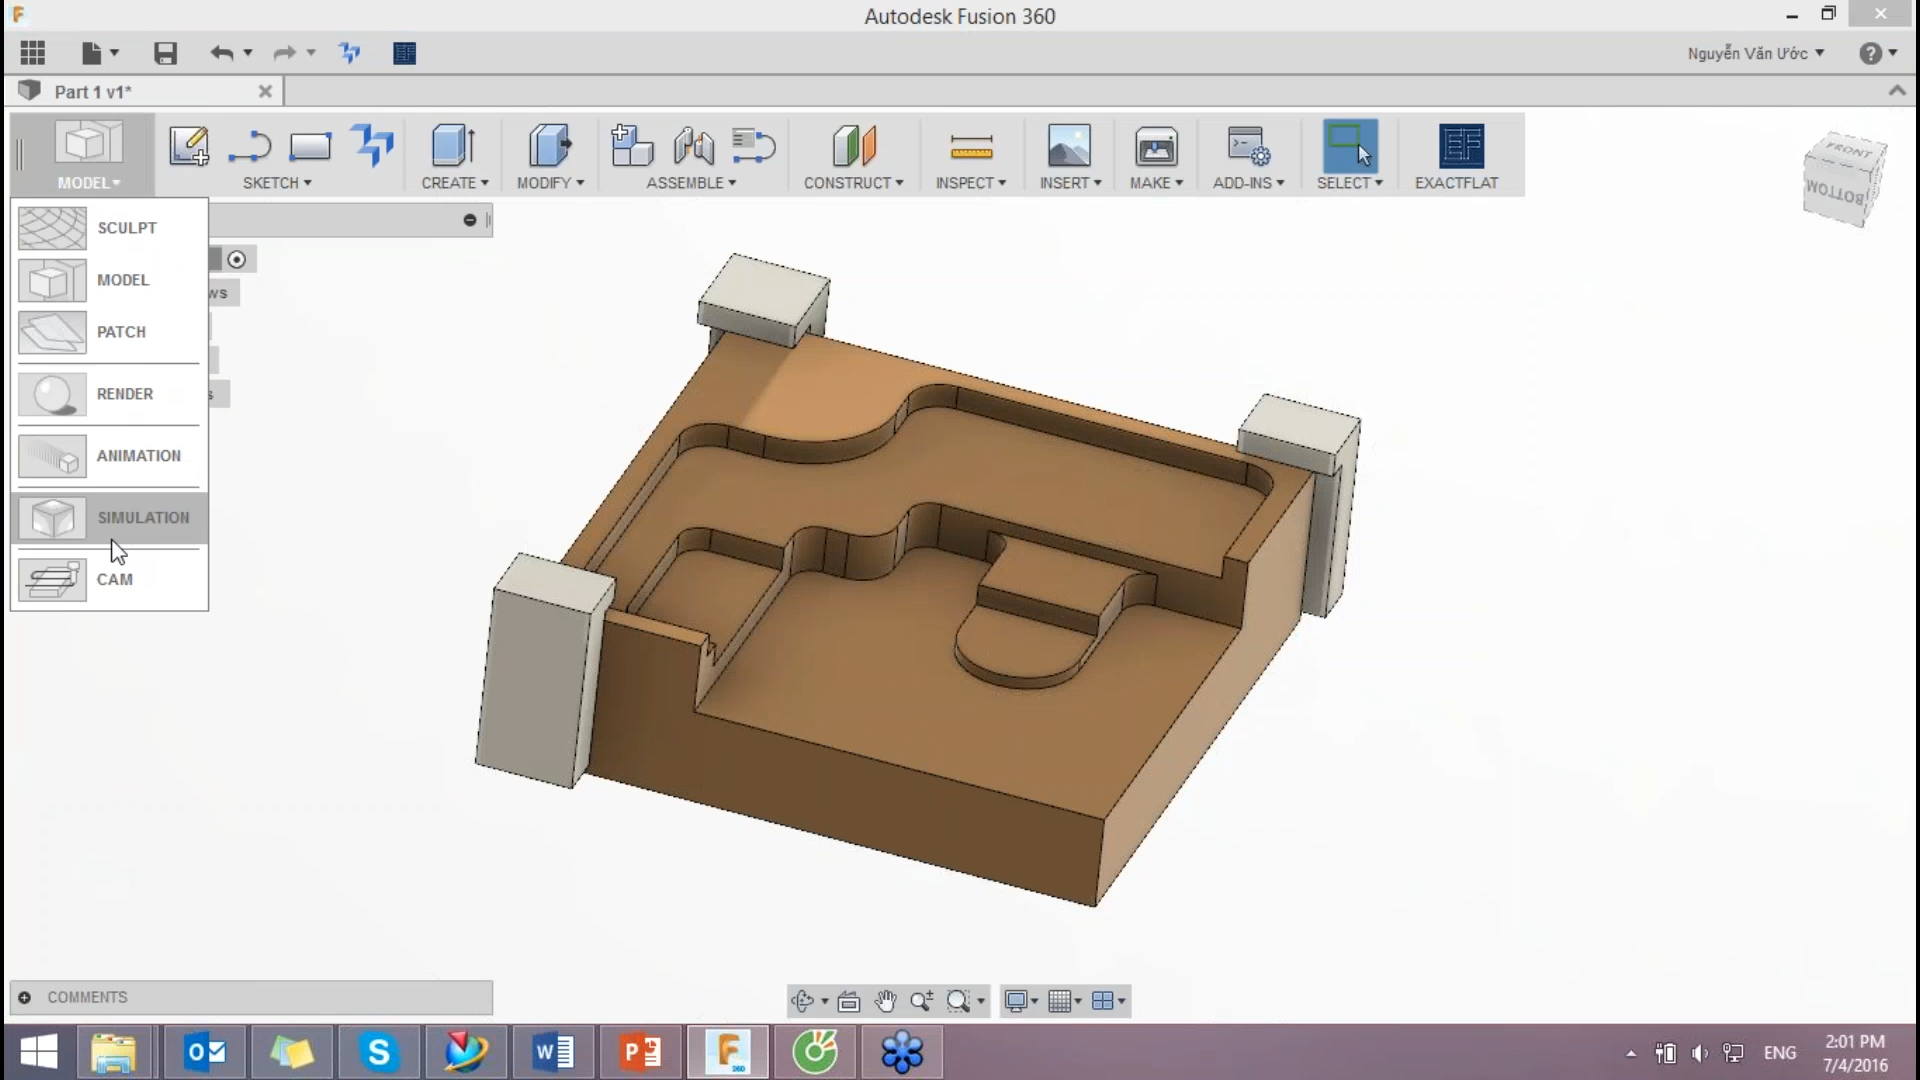 Autodesk Fusion 360
Nguyễn Văn Ước
Part 1 v1*
MODEL
SKETCH
CREATE
MODIFY
ASSEMBLE
CONSTRUCT
INSPECT
INSERT
MAKE
ADD-INS
SELECT
EXACTFLAT
FRONT
BOTTOM
SCULPT
MODEL
ws
PATCH
RENDER
s
ANIMATION
SIMULATION
CAM
COMMENTS
ENG
2:01 PM
7/4/2016